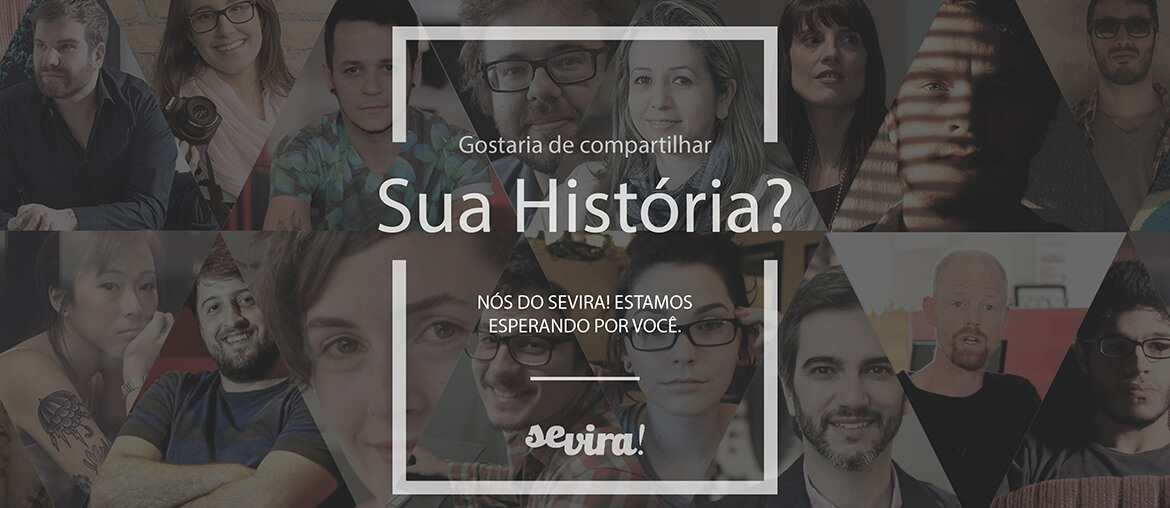 Gostaria de compartilhar
Sua História?
NÓS DO SEVIRA! ESTAMOS
ESPERANDO POR VOCÊ.
sevira!